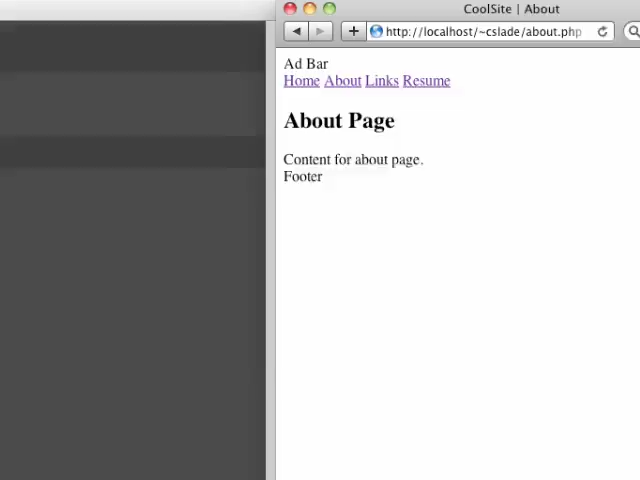 CoolSite | About
http://localhost/~cslade/about.php
Ad Bar
Home About Links Resume
About Page
Content for about page.
Footer